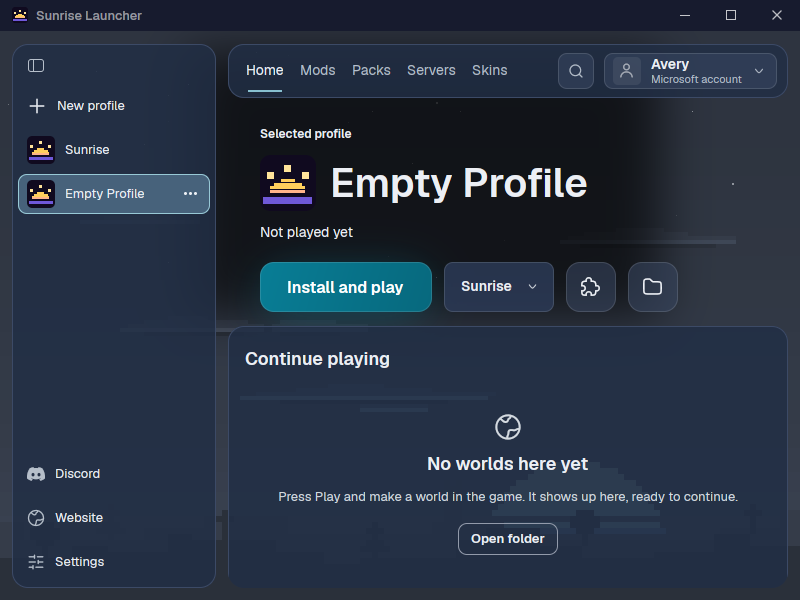 Sunrise Launcher
New profile
Sunrise
Empty Profile
Discord
Website
Settings
Home
Mods
Packs
Servers
Skins
Avery
Microsoft account
Selected profile
Empty Profile
Not played yet
Install and play
Sunrise
Continue playing
No worlds here yet
Press Play and make a world in the game. It shows up here, ready to continue.
Open folder